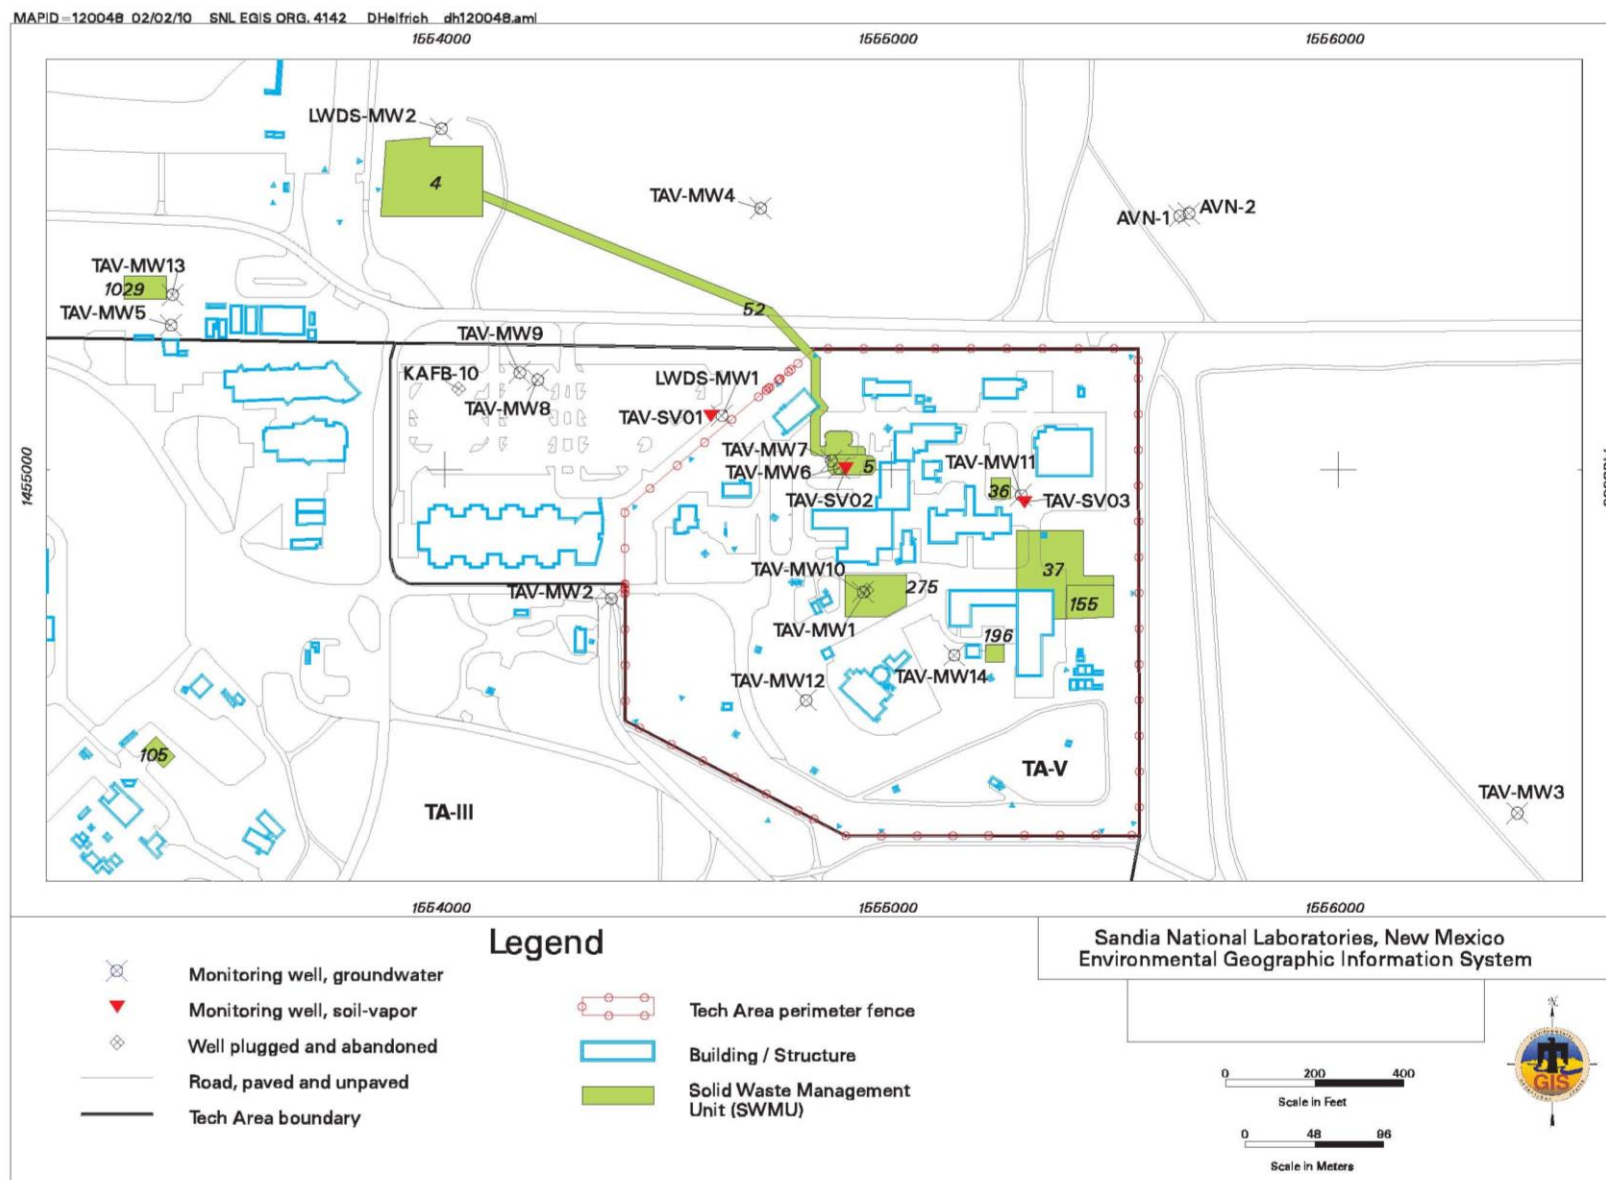 MAPID = 120048 02/02/10 SNL EGIS ORG. 4142 DHelfrich dh120048.aml
1554000 1555000 1556000
LWDS-MW2
4
TAV-MW4
AVN-1 AVN-2
TAV-MW13
1029
TAV-MW5
52
TAV-MW9
KAFB-10
TAV-MW8
LWDS-MW1
TAV-SV01
1455000
TAV-MW7
TAV-MW6
5
TAV-SV02
TAV-MW11
36
TAV-SV03
37
TAV-MW10
275
155
TAV-MW2
TAV-MW1
196
TAV-MW14
TAV-MW12
105
TA-V
TA-III
TAV-MW3
1554000 1555000 1556000
Legend
Monitoring well, groundwater
Monitoring well, soil-vapor
Well plugged and abandoned
Road, paved and unpaved
Tech Area boundary
Tech Area perimeter fence
Building / Structure
Solid Waste Management
Unit (SWMU)
Sandia National Laboratories, New Mexico
Environmental Geographic Information System
0 200 400
Scale in Feet
0 48 96
Scale in Meters
N
GIS